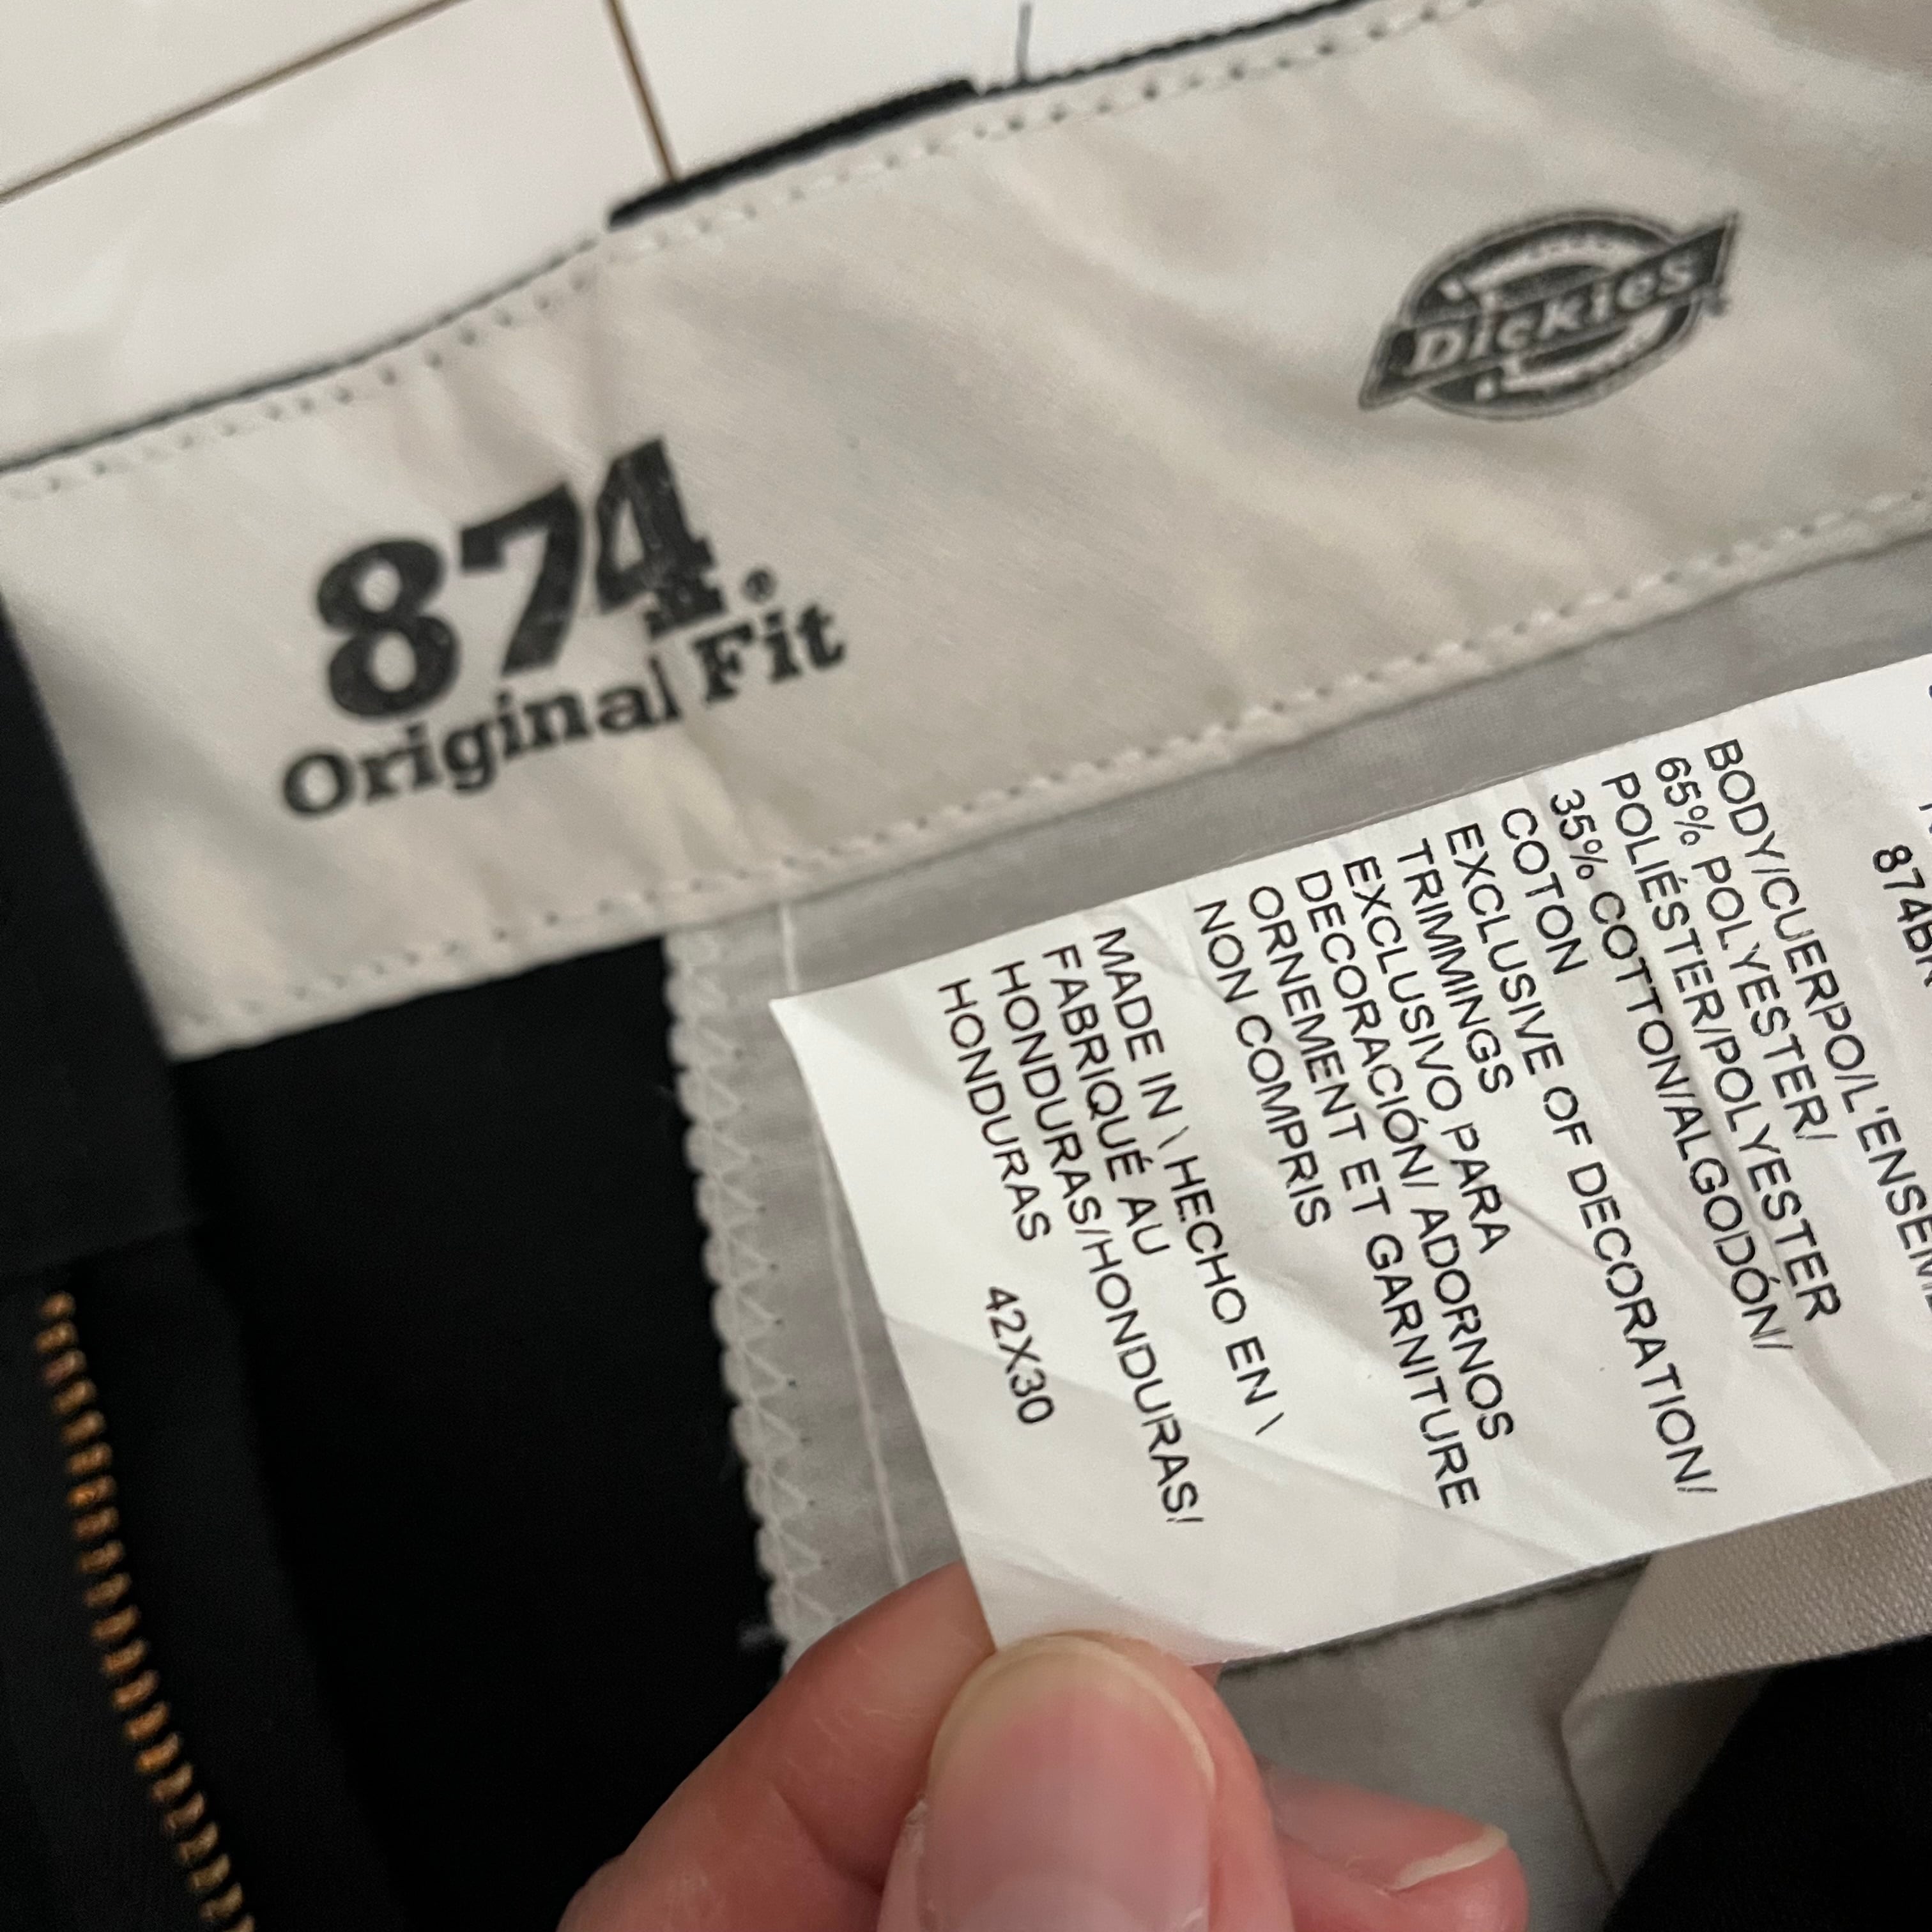 Dickies
874®
Original Fit
BODY/CUERPO/L'ENSEM
65% POLYESTER/
POLIÉSTER/POLYESTER
35% COTTON/ALGODÓN/
COTON
EXCLUSIVE OF DECORATION/
TRIMMINGS
EXCLUSIVO PARA
DECORACIÓN/ ADORNOS
ORNEMENT ET GARNITURE
NON COMPRIS
MADE IN \ HECHO EN \
FABRIQUÉ AU
HONDURAS/HONDURAS/
HONDURAS 42X30